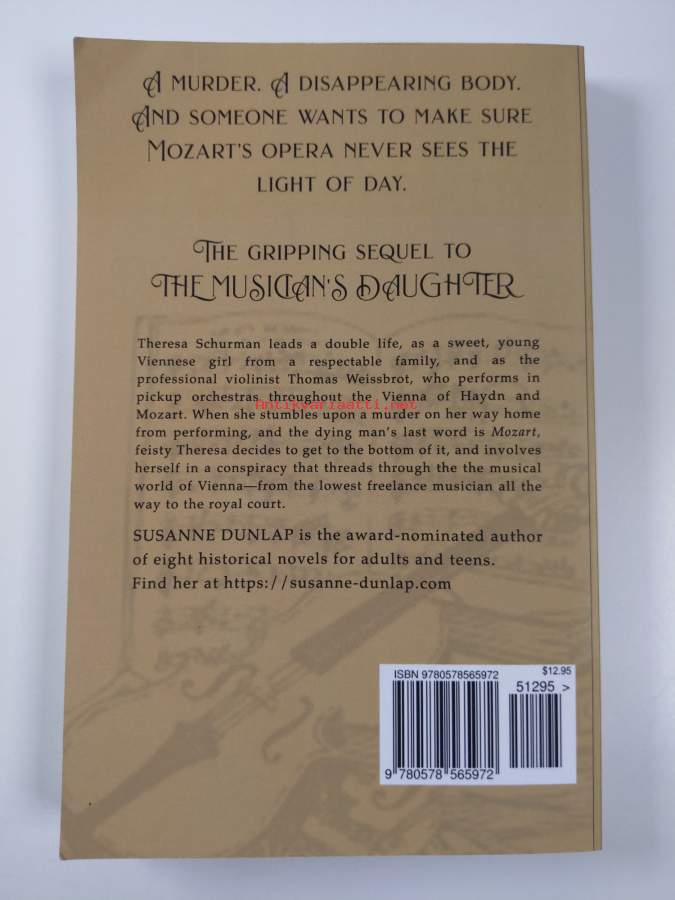 A MURDER. A DISAPPEARING BODY.
AND SOMEONE WANTS TO MAKE SURE
MOZART'S OPERA NEVER SEES THE
LIGHT OF DAY.
THE GRIPPING SEQUEL TO
THE MUSICIAN'S DAUGHTER
Theresa Schurman leads a double life, as a sweet, young
Viennese girl from a respectable family, and as the
professional violinist Thomas Weissbrot, who performs in
pickup orchestras throughout the Vienna of Haydn and
Antikvariaatti.net
Mozart. When she stumbles upon a murder on her way home
from performing, and the dying man's last word is Mozart,
feisty Theresa decides to get to the bottom of it, and involves
herself in a conspiracy that threads through the the musical
world of Vienna—from the lowest freelance musician all the
way to the royal court.
SUSANNE DUNLAP is the award-nominated author
of eight historical novels for adults and teens.
Find her at https://susanne-dunlap.com
ISBN 9780578565972
$12.95
51295 >
9 780578 565972